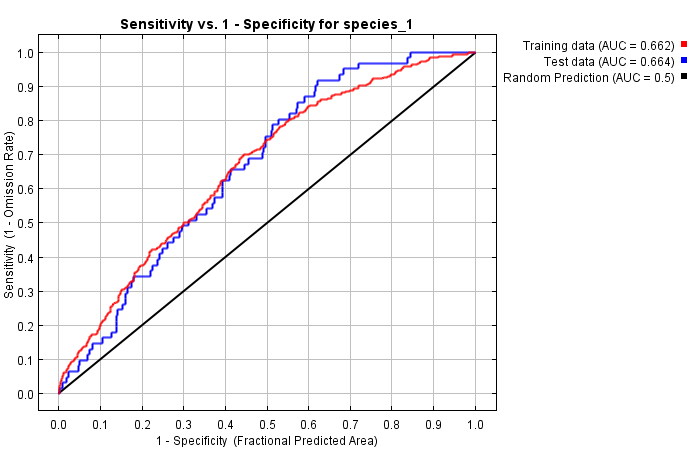 Sensitivity vs. 1 - Specificity for species_1
Training data (AUC = 0.662)
Test data (AUC = 0.664)
Random Prediction (AUC = 0.5)
Sensitivity (1 - Omission Rate)
1.0
0.9
0.8
0.7
0.6
0.5
0.4
0.3
0.2
0.1
0.0
0.0 0.1 0.2 0.3 0.4 0.5 0.6 0.7 0.8 0.9 1.0
1 - Specificity (Fractional Predicted Area)